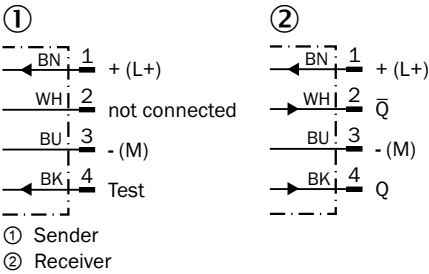 ① ②
BN 1 + (L+)
WH 2 not connected
BU 3 - (M)
BK 4 Test
BN 1 + (L+)
WH 2 Q̅
BU 3 - (M)
BK 4 Q
① Sender
② Receiver